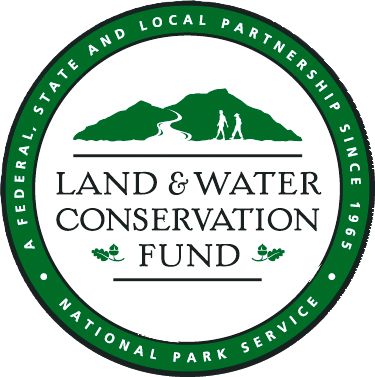 A FEDERAL, STATE AND LOCAL PARTNERSHIP SINCE 1965
LAND & WATER
CONSERVATION
FUND
• NATIONAL PARK SERVICE •